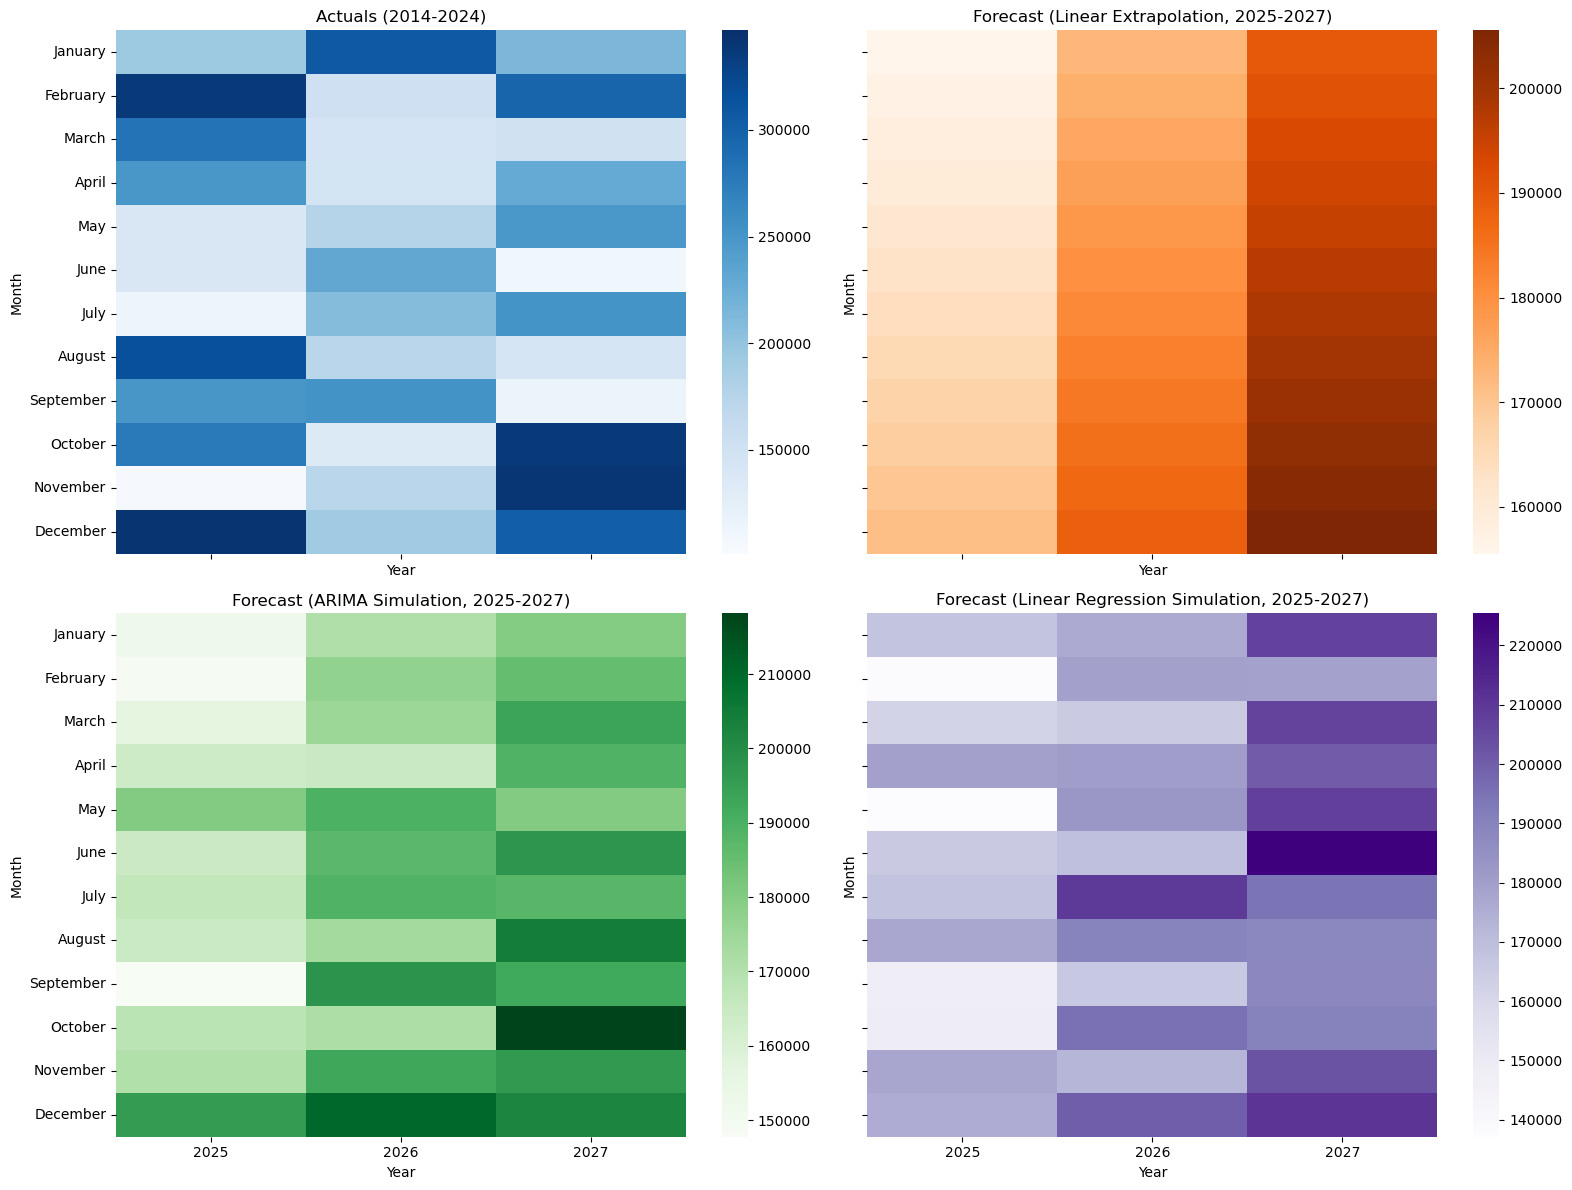 Actuals (2014-2024)
Month
January
February
March
April
May
June
July
August
September
October
November
December
Year
300000
250000
200000
150000
Forecast (Linear Extrapolation, 2025-2027)
Month
Year
200000
190000
180000
170000
160000
Forecast (ARIMA Simulation, 2025-2027)
Month
January
February
March
April
May
June
July
August
September
October
November
December
2025 2026 2027
Year
210000
200000
190000
180000
170000
160000
150000
Forecast (Linear Regression Simulation, 2025-2027)
Month
2025 2026 2027
Year
220000
210000
200000
190000
180000
170000
160000
150000
140000